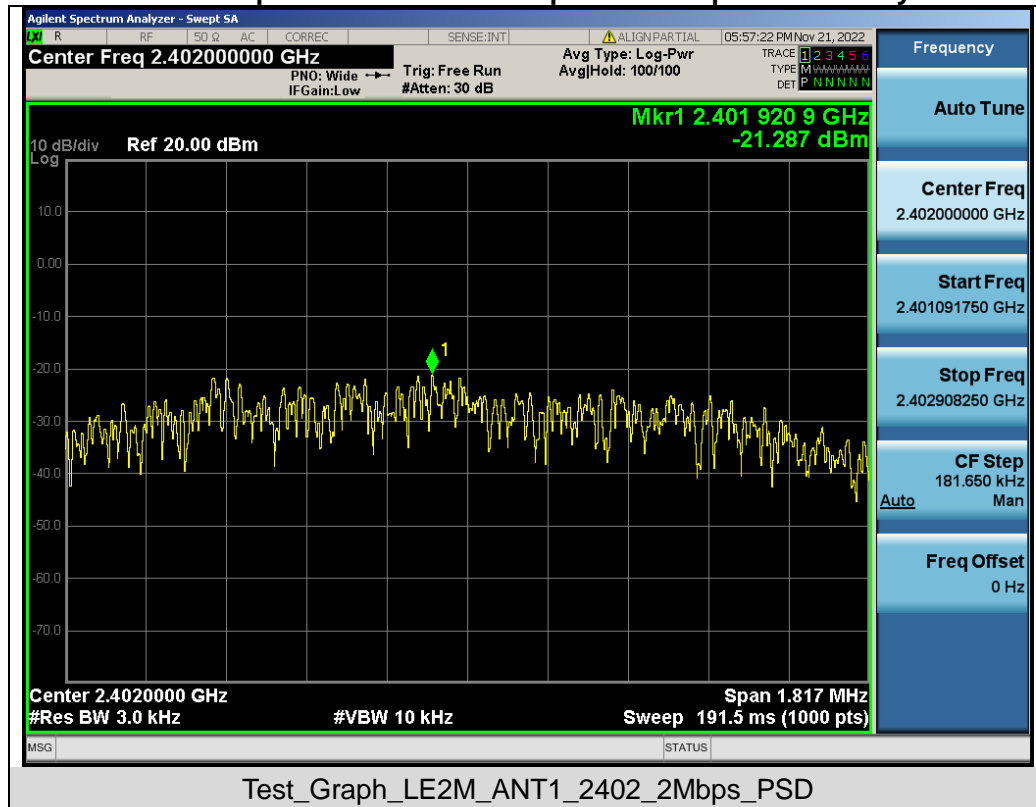 Agilent Spectrum Analyzer - Swept SA
LXI R RF 50 Ω AC CORREC SENSE:INT ALIGN PARTIAL 05:57:22 PM Nov 21, 2022
Center Freq 2.402000000 GHz
PNO: Wide
IFGain:Low
Trig: Free Run
#Atten: 30 dB
Avg Type: Log-Pwr
Avg|Hold: 100/100
TRACE 1 2 3 4 5 6
TYPE M
DET P N N N N N
Mkr1 2.401 920 9 GHz
-21.287 dBm
10 dB/div Ref 20.00 dBm
Log
10.0
0.00
-10.0
-20.0
-30.0
-40.0
-50.0
-60.0
-70.0
1
Center 2.4020000 GHz Span 1.817 MHz
#Res BW 3.0 kHz #VBW 10 kHz Sweep 191.5 ms (1000 pts)
MSG STATUS
Frequency
Auto Tune
Center Freq
2.402000000 GHz
Start Freq
2.401091750 GHz
Stop Freq
2.402908250 GHz
CF Step
181.650 kHz
Auto Man
Freq Offset
0 Hz
Test_Graph_LE2M_ANT1_2402_2Mbps_PSD